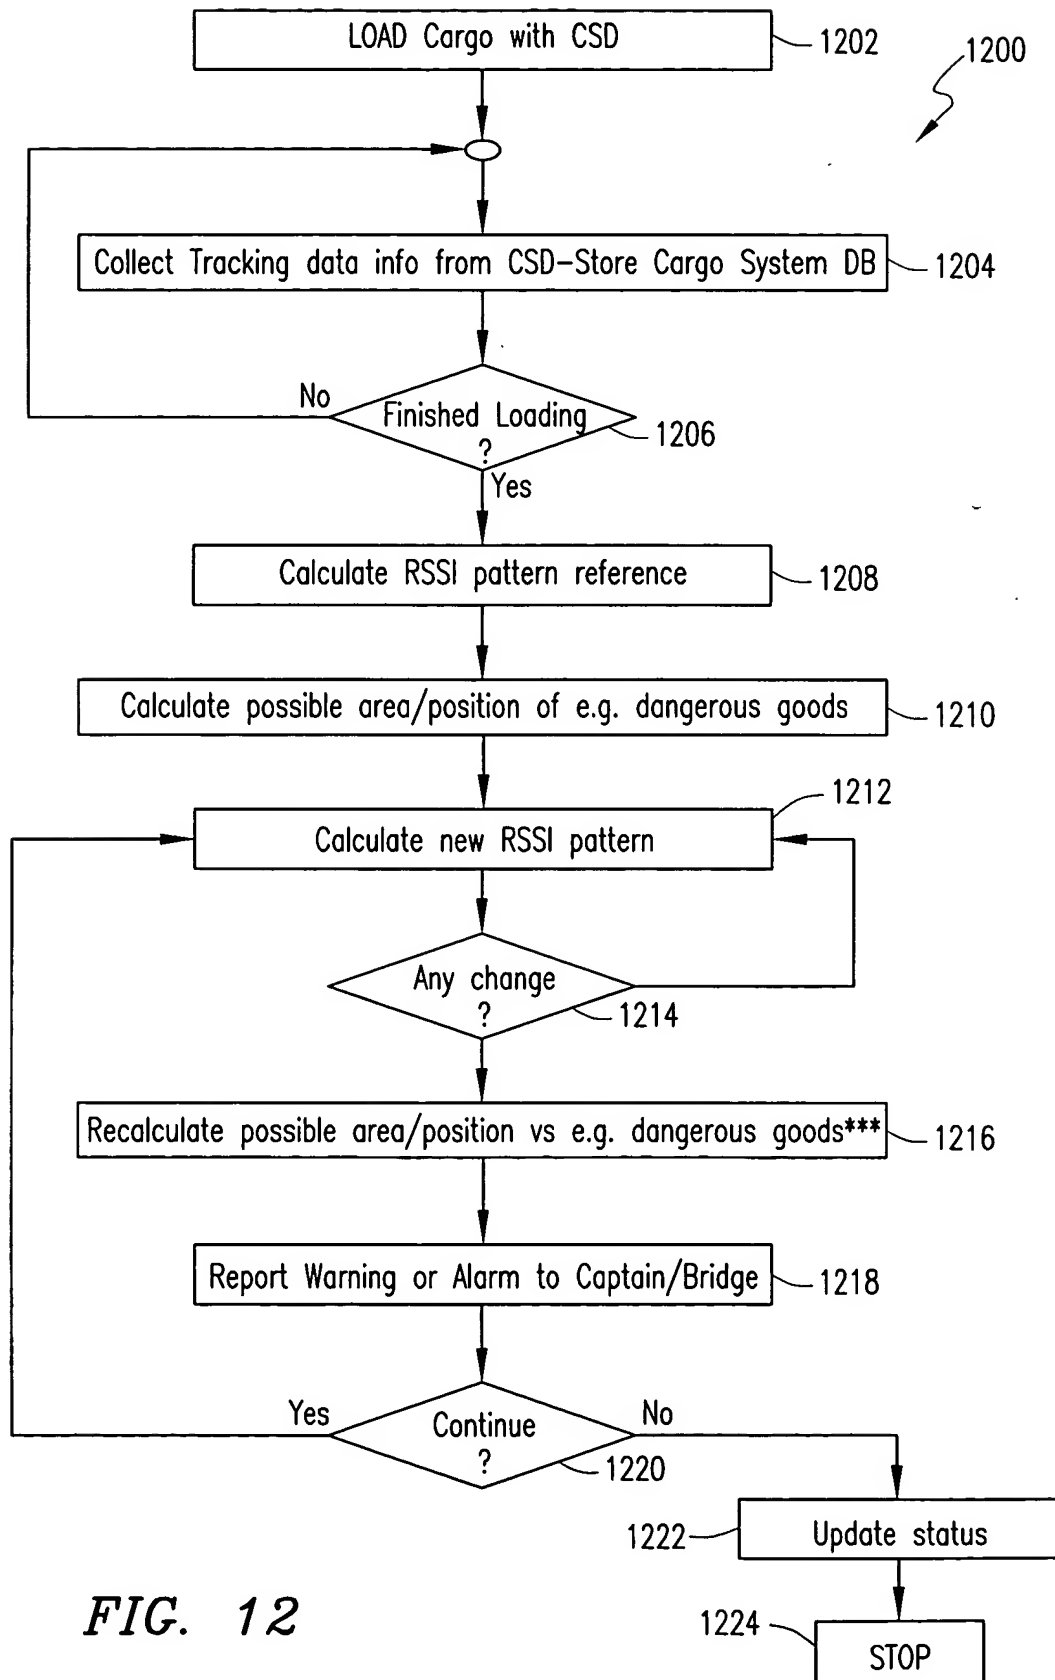 LOAD Cargo with CSD
1202
1200
Collect Tracking data info from CSD-Store Cargo System DB
1204
No
Finished Loading
?
1206
Yes
Calculate RSSI pattern reference
1208
Calculate possible area/position of e.g. dangerous goods
1210
1212
Calculate new RSSI pattern
Any change
?
1214
Recalculate possible area/position vs e.g. dangerous goods***
1216
Report Warning or Alarm to Captain/Bridge
1218
Yes
Continue
?
No
1220
1222
Update status
FIG. 12
1224
STOP